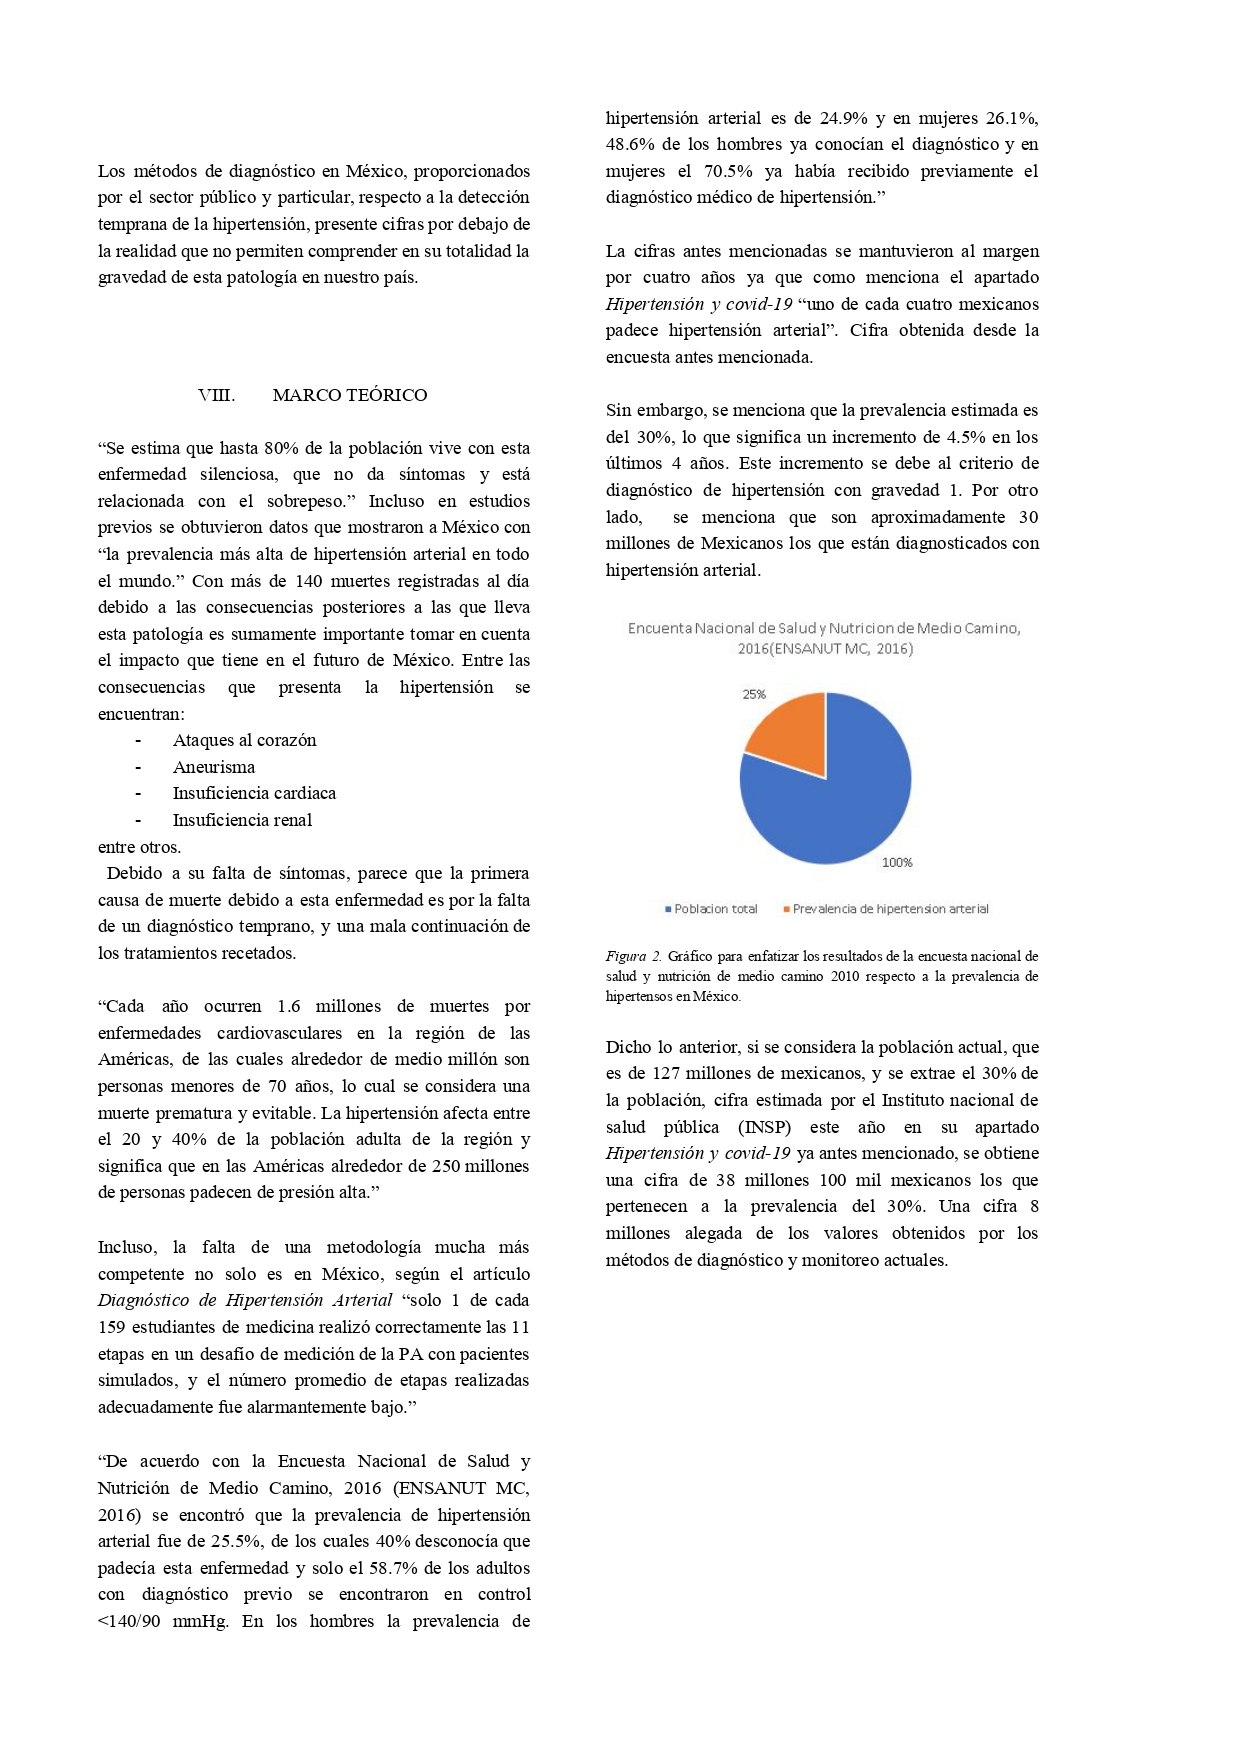 Los métodos de diagnóstico en México, proporcionados
por el sector público y particular, respecto a la detección
temprana de la hipertensión, presente cifras por debajo de
la realidad que no permiten comprender en su totalidad la
gravedad de esta patología en nuestro país.
VIII. MARCO TEÓRICO
“Se estima que hasta 80% de la población vive con esta
enfermedad silenciosa, que no da síntomas y está
relacionada con el sobrepeso.” Incluso en estudios
previos se obtuvieron datos que mostraron a México con
“la prevalencia más alta de hipertensión arterial en todo
el mundo.” Con más de 140 muertes registradas al día
debido a las consecuencias posteriores a las que lleva
esta patología es sumamente importante tomar en cuenta
el impacto que tiene en el futuro de México. Entre las
consecuencias que presenta la hipertensión se
encuentran:
- Ataques al corazón
- Aneurisma
- Insuficiencia cardiaca
- Insuficiencia renal
entre otros.
Debido a su falta de síntomas, parece que la primera
causa de muerte debido a esta enfermedad es por la falta
de un diagnóstico temprano, y una mala continuación de
los tratamientos recetados.
“Cada año ocurren 1.6 millones de muertes por
enfermedades cardiovasculares en la región de las
Américas, de las cuales alrededor de medio millón son
personas menores de 70 años, lo cual se considera una
muerte prematura y evitable. La hipertensión afecta entre
el 20 y 40% de la población adulta de la región y
significa que en las Américas alrededor de 250 millones
de personas padecen de presión alta.”
Incluso, la falta de una metodología mucha más
competente no solo es en México, según el artículo
Diagnóstico de Hipertensión Arterial “solo 1 de cada
159 estudiantes de medicina realizó correctamente las 11
etapas en un desafío de medición de la PA con pacientes
simulados, y el número promedio de etapas realizadas
adecuadamente fue alarmantemente bajo.”
“De acuerdo con la Encuesta Nacional de Salud y
Nutrición de Medio Camino, 2016 (ENSANUT MC,
2016) se encontró que la prevalencia de hipertensión
arterial fue de 25.5%, de los cuales 40% desconocía que
padecía esta enfermedad y solo el 58.7% de los adultos
con diagnóstico previo se encontraron en control
<140/90 mmHg. En los hombres la prevalencia de
hipertensión arterial es de 24.9% y en mujeres 26.1%,
48.6% de los hombres ya conocían el diagnóstico y en
mujeres el 70.5% ya había recibido previamente el
diagnóstico médico de hipertensión.”
La cifras antes mencionadas se mantuvieron al margen
por cuatro años ya que como menciona el apartado
Hipertensión y covid-19 “uno de cada cuatro mexicanos
padece hipertensión arterial”. Cifra obtenida desde la
encuesta antes mencionada.
Sin embargo, se menciona que la prevalencia estimada es
del 30%, lo que significa un incremento de 4.5% en los
últimos 4 años. Este incremento se debe al criterio de
diagnóstico de hipertensión con gravedad 1. Por otro
lado, se menciona que son aproximadamente 30
millones de Mexicanos los que están diagnosticados con
hipertensión arterial.
Encuenta Nacional de Salud y Nutricion de Medio Camino,
2016(ENSANUT MC, 2016)
25%
100%
Poblacion total Prevalencia de hipertension arterial
Figura 2. Gráfico para enfatizar los resultados de la encuesta nacional de
salud y nutrición de medio camino 2010 respecto a la prevalencia de
hipertensos en México.
Dicho lo anterior, si se considera la población actual, que
es de 127 millones de mexicanos, y se extrae el 30% de
la población, cifra estimada por el Instituto nacional de
salud pública (INSP) este año en su apartado
Hipertensión y covid-19 ya antes mencionado, se obtiene
una cifra de 38 millones 100 mil mexicanos los que
pertenecen a la prevalencia del 30%. Una cifra 8
millones alegada de los valores obtenidos por los
métodos de diagnóstico y monitoreo actuales.